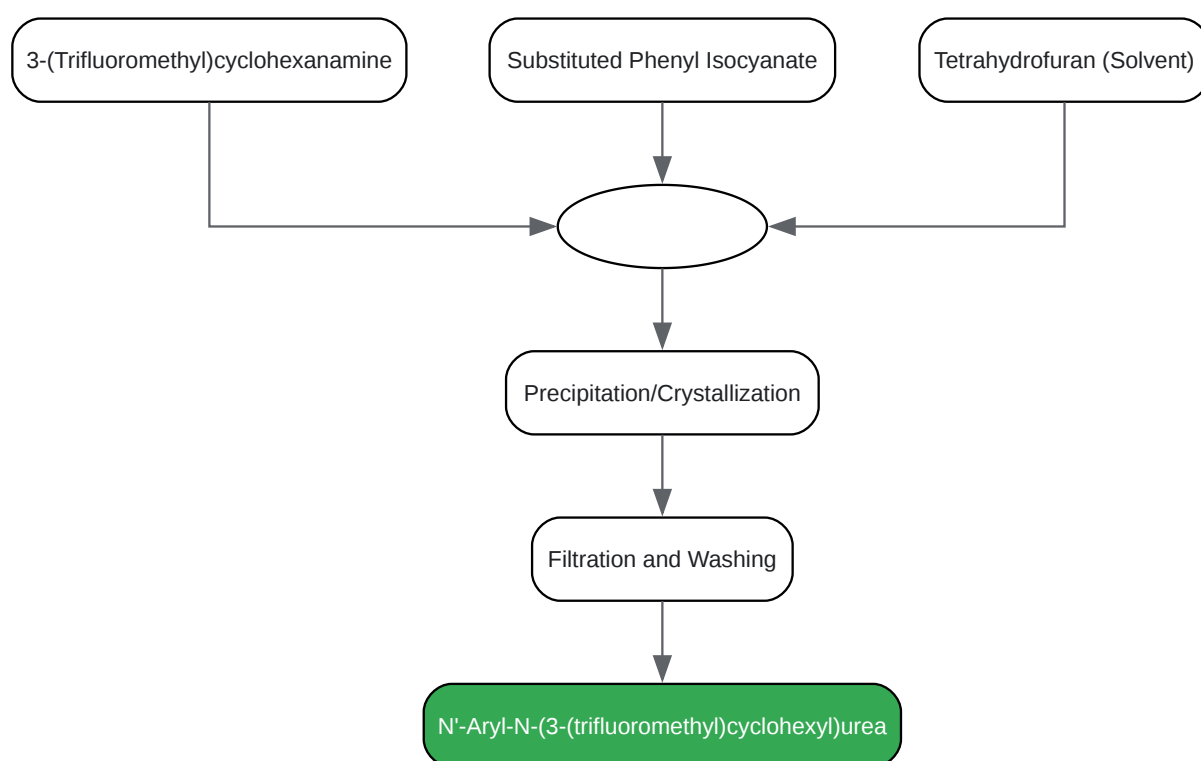 3-(Trifluoromethyl)cyclohexanamine
Substituted Phenyl Isocyanate
Tetrahydrofuran (Solvent)
Precipitation/Crystallization
Filtration and Washing
N'-Aryl-N-(3-(trifluoromethyl)cyclohexyl)urea